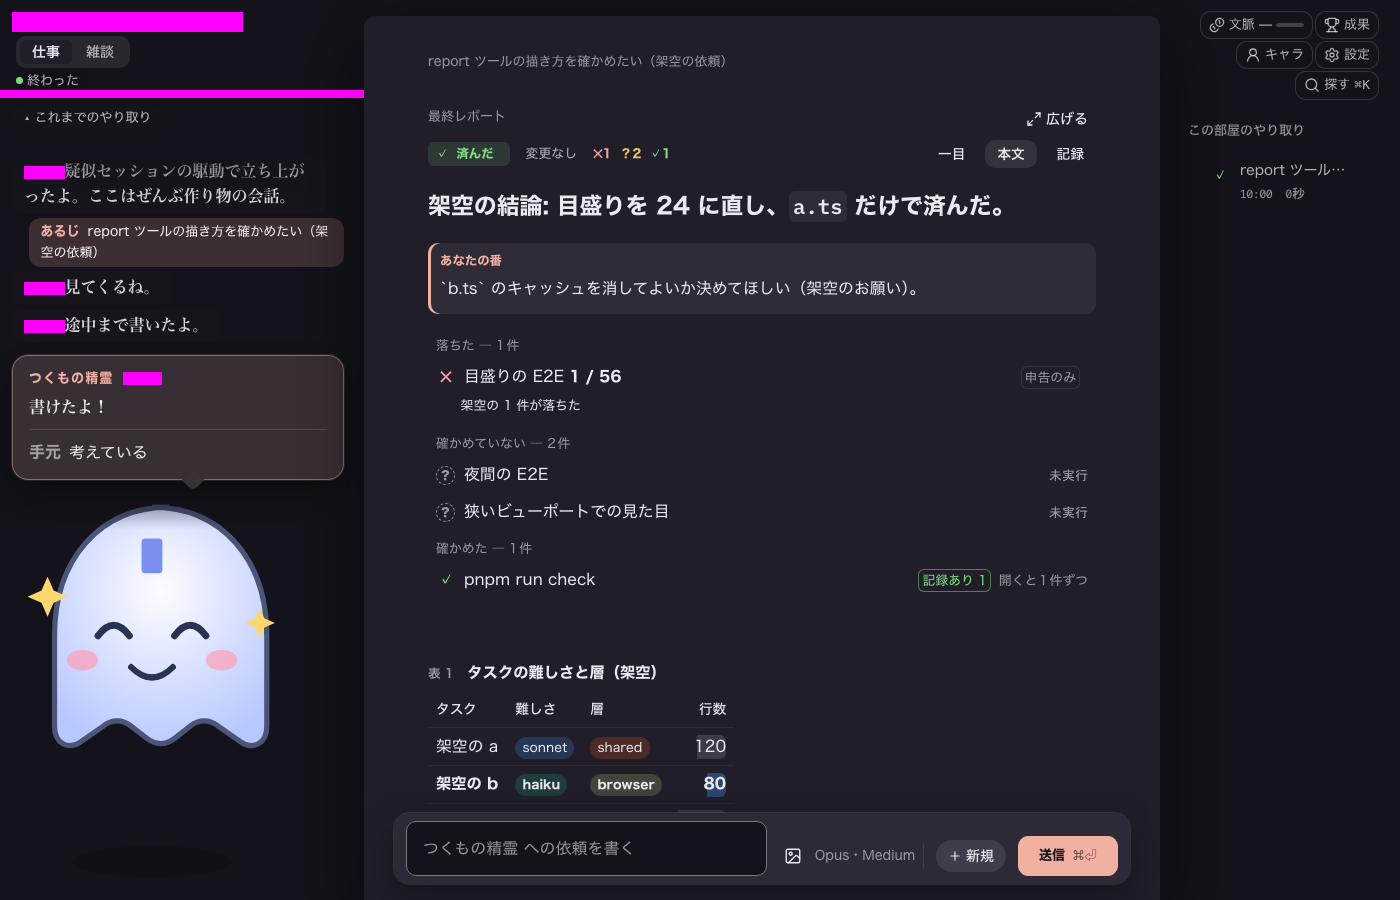 仕事 雑談
終わった
これまでのやり取り
疑似セッションの駆動で立ち上が
ったよ。ここはぜんぶ作り物の会話。
あるじ report ツールの描き方を確かめたい（架
空の依頼）
見てくるね。
途中まで書いたよ。
つくもの精霊
書けたよ！
手元 考えている
report ツールの描き方を確かめたい（架空の依頼）
最終レポート
広げる
✓ 済んだ 変更なし ×1 ?2 ✓1
一目 本文 記録
架空の結論: 目盛りを 24 に直し、a.ts だけで済んだ。
あなたの番
`b.ts` のキャッシュを消してよいか決めてほしい（架空のお願い）。
落ちた — 1件
× 目盛りの E2E 1 / 56 申告のみ
架空の 1 件が落ちた
確かめていない — 2件
? 夜間の E2E 未実行
? 狭いビューポートでの見た目 未実行
確かめた — 1件
✓ pnpm run check 記録あり 1 開くと1件ずつ
表 1 タスクの難しさと層（架空）
タスク 難しさ 層 行数
架空の a sonnet shared 120
架空の b haiku browser 80
つくもの精霊 への依頼を書く
Opus・Medium
+ 新規
送信 ⌘⏎
文脈 — 成果
キャラ 設定
探す ⌘K
この部屋のやり取り
✓ report ツール…
10:00 0秒